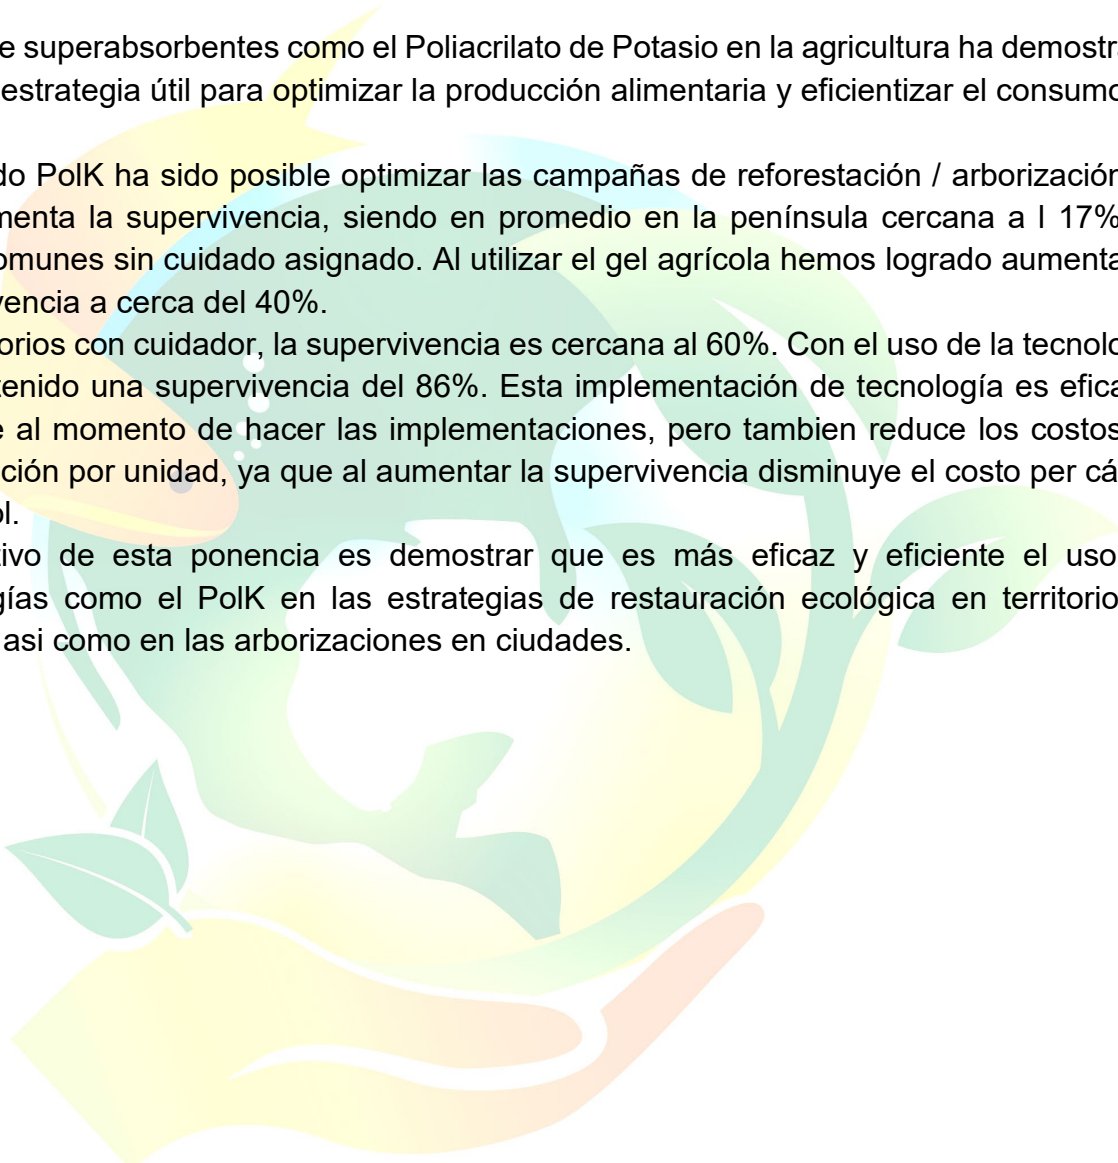 e superabsorbentes como el Poliacrilato de Potasio en la agricultura ha demostr
estrategia útil para optimizar la producción alimentaria y eficientizar el consumo
do PolK ha sido posible optimizar las campañas de reforestación / arborización
menta la supervivencia, siendo en promedio en la península cercana a l 17%
omunes sin cuidado asignado. Al utilizar el gel agrícola hemos logrado aumenta
vencia a cerca del 40%.
orios con cuidador, la supervivencia es cercana al 60%. Con el uso de la tecnolo
tenido una supervivencia del 86%. Esta implementación de tecnología es efica
e al momento de hacer las implementaciones, pero tambien reduce los costos
ción por unidad, ya que al aumentar la supervivencia disminuye el costo per cá
ol.
tivo de esta ponencia es demostrar que es más eficaz y eficiente el uso
gías como el PolK en las estrategias de restauración ecológica en territorio
asi como en las arborizaciones en ciudades.